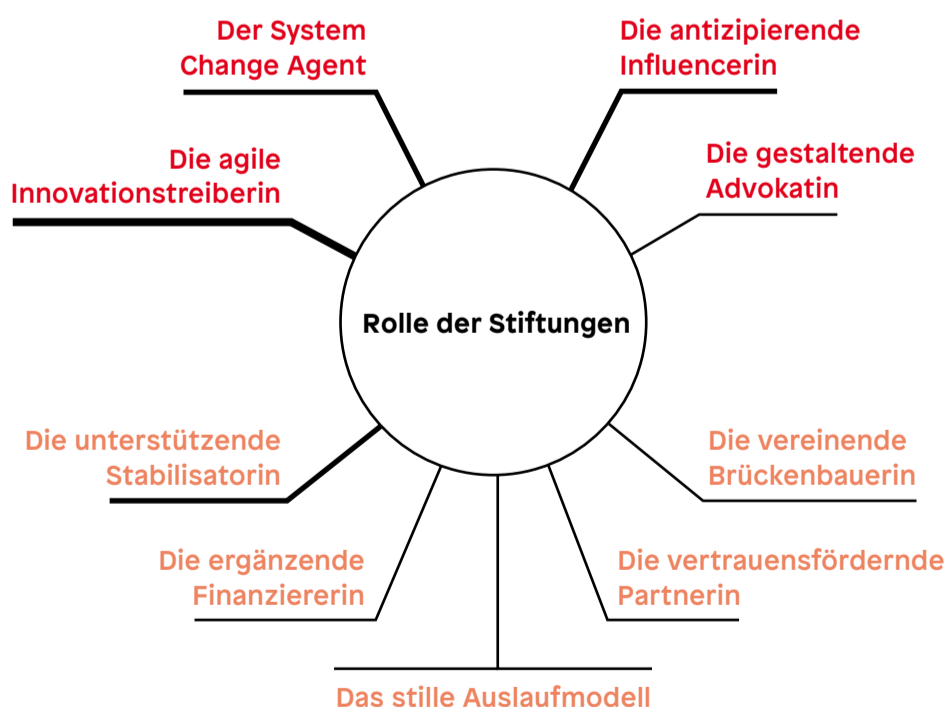 Der System
Change Agent
Die antizipierende
Influencerin
Die agile
Innovationstreiberin
Die gestaltende
Advokatin
Rolle der Stiftungen
Die unterstützende
Stabilisatorin
Die vereinende
Brückenbauerin
Die ergänzende
Finanziererin
Die vertrauensfördernde
Partnerin
Das stille Auslaufmodell